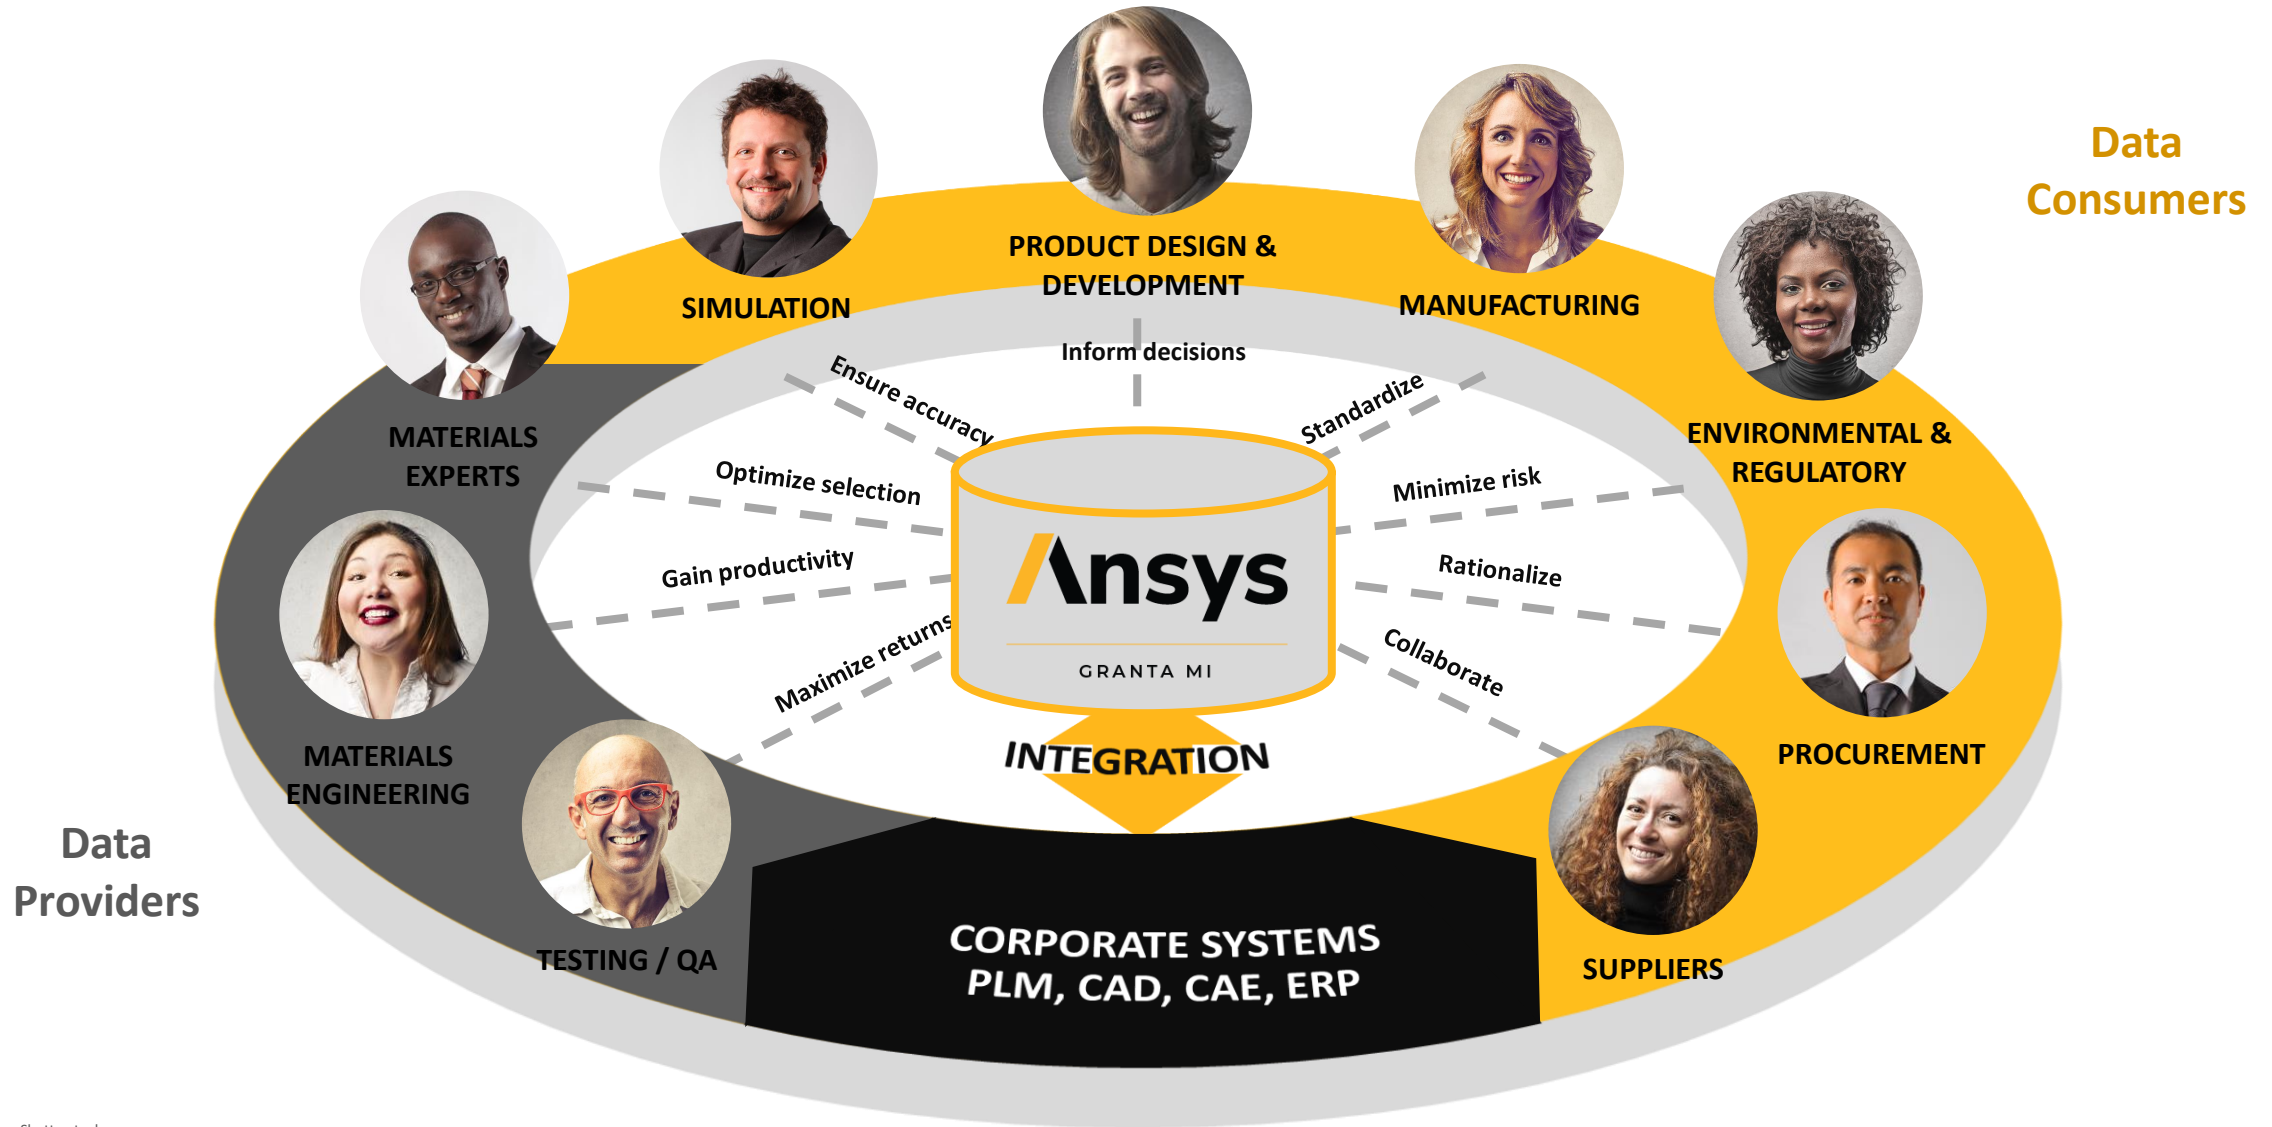 Data
Consumers
PRODUCT DESIGN &
DEVELOPMENT
SIMULATION
MANUFACTURING
MATERIALS
EXPERTS
ENVIRONMENTAL &
REGULATORY
Inform decisions
Ensure accuracy
Standardize
Optimize selection
Minimize risk
Gain productivity
Rationalize
Maximize returns
Collaborate
Ansys
GRANTA MI
INTEGRATION
MATERIALS
ENGINEERING
PROCUREMENT
Data
Providers
TESTING / QA
SUPPLIERS
CORPORATE SYSTEMS
PLM, CAD, CAE, ERP